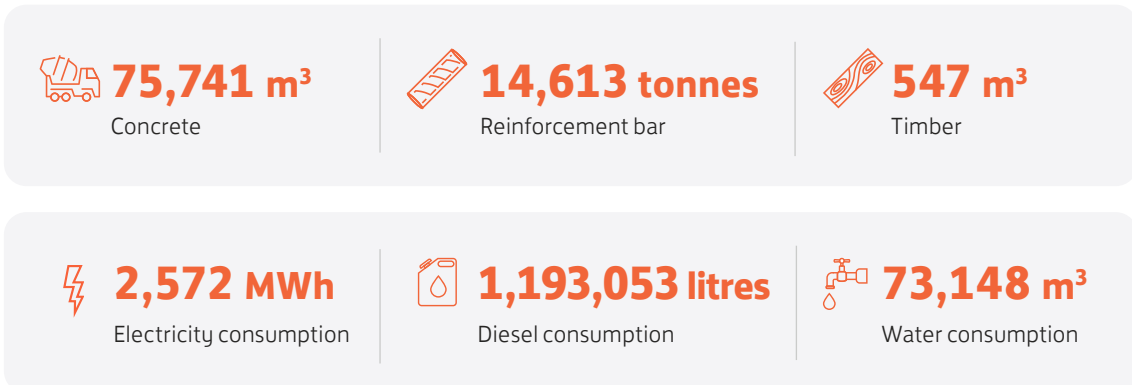 75,741 m³ 14,613 tonnes 547 m³
Concrete Reinforcement bar Timber
2,572 MWh 1,193,053 litres 73,148 m³
Electricity consumption Diesel consumption Water consumption